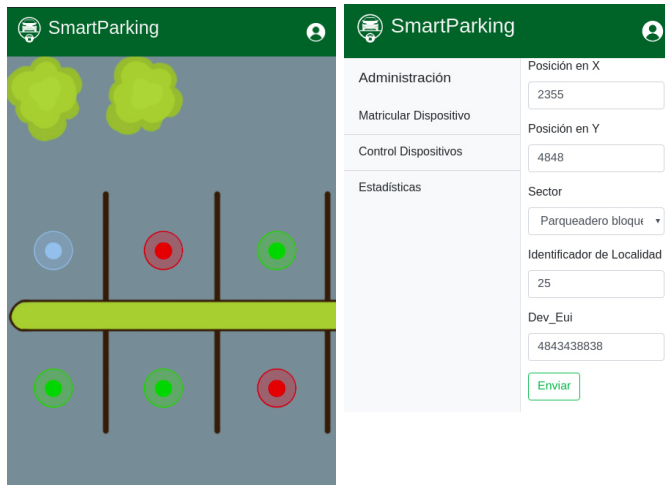 SmartParking
SmartParking
Administración
Matricular Dispositivo
Control Dispositivos
Estadísticas
Posición en X
2355
Posición en Y
4848
Sector
Parqueadero bloque
Identificador de Localidad
25
Dev_Eui
4843438838
Enviar